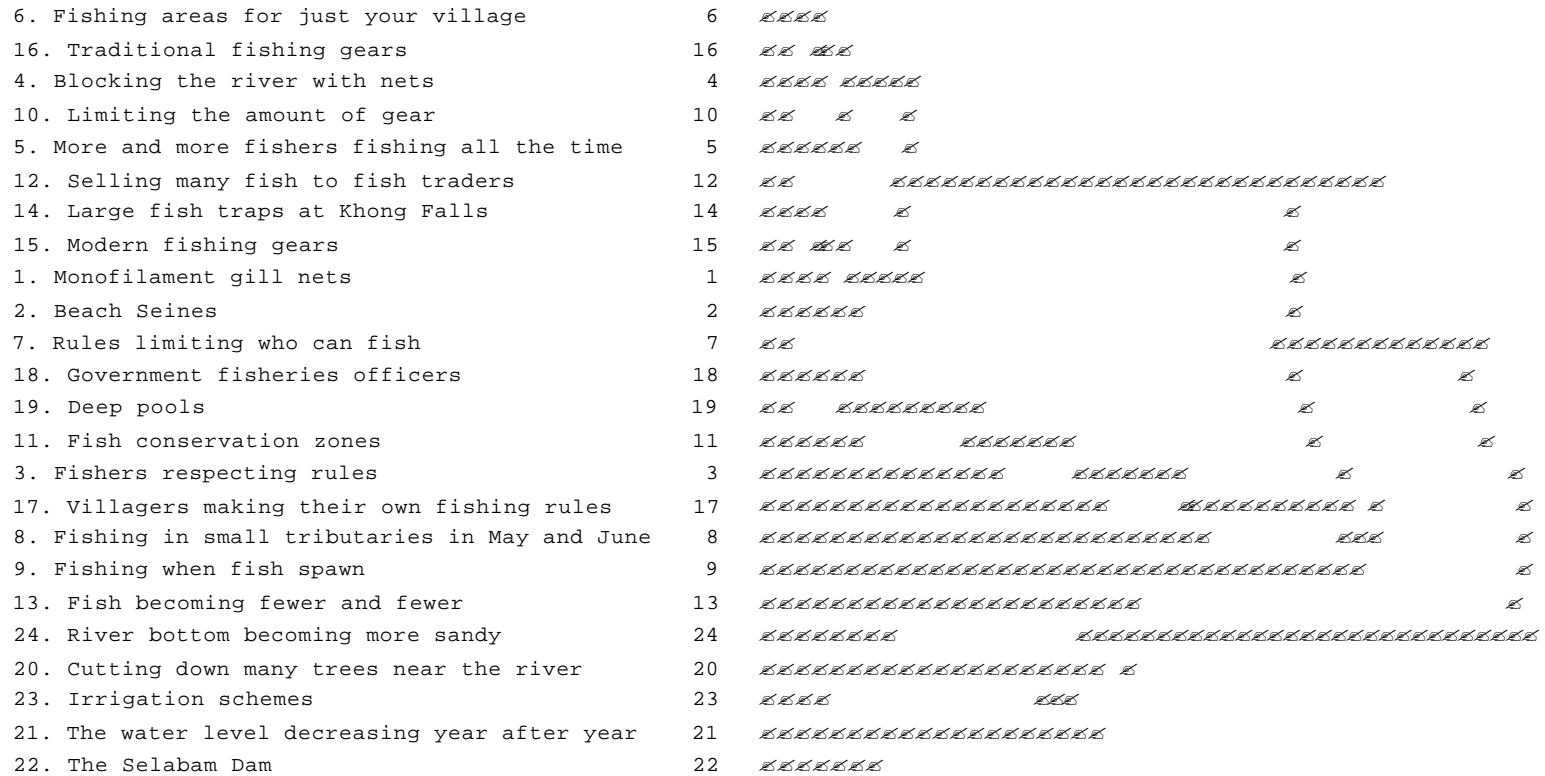 6. Fishing areas for just your village 6
16. Traditional fishing gears 16
4. Blocking the river with nets 4
10. Limiting the amount of gear 10
5. More and more fishers fishing all the time 5
12. Selling many fish to fish traders 12
14. Large fish traps at Khong Falls 14
15. Modern fishing gears 15
1. Monofilament gill nets 1
2. Beach Seines 2
7. Rules limiting who can fish 7
18. Government fisheries officers 18
19. Deep pools 19
11. Fish conservation zones 11
3. Fishers respecting rules 3
17. Villagers making their own fishing rules 17
8. Fishing in small tributaries in May and June 8
9. Fishing when fish spawn 9
13. Fish becoming fewer and fewer 13
24. River bottom becoming more sandy 24
20. Cutting down many trees near the river 20
23. Irrigation schemes 23
21. The water level decreasing year after year 21
22. The Selabam Dam 22